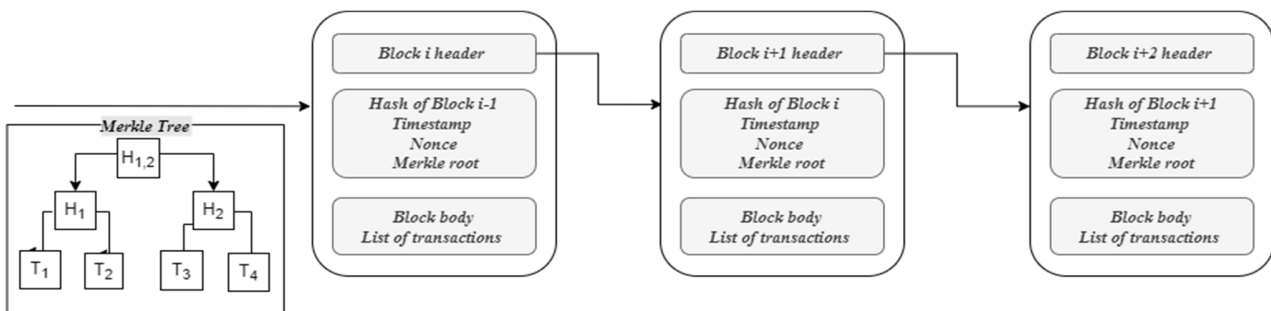 Merkle Tree
H1,2
H1
H2
T1
T2
T3
T4
Block i header
Hash of Block i-1
Timestamp
Nonce
Merkle root
Block body
List of transactions
Block i+1 header
Hash of Block i
Timestamp
Nonce
Merkle root
Block body
List of transactions
Block i+2 header
Hash of Block i+1
Timestamp
Nonce
Merkle root
Block body
List of transactions